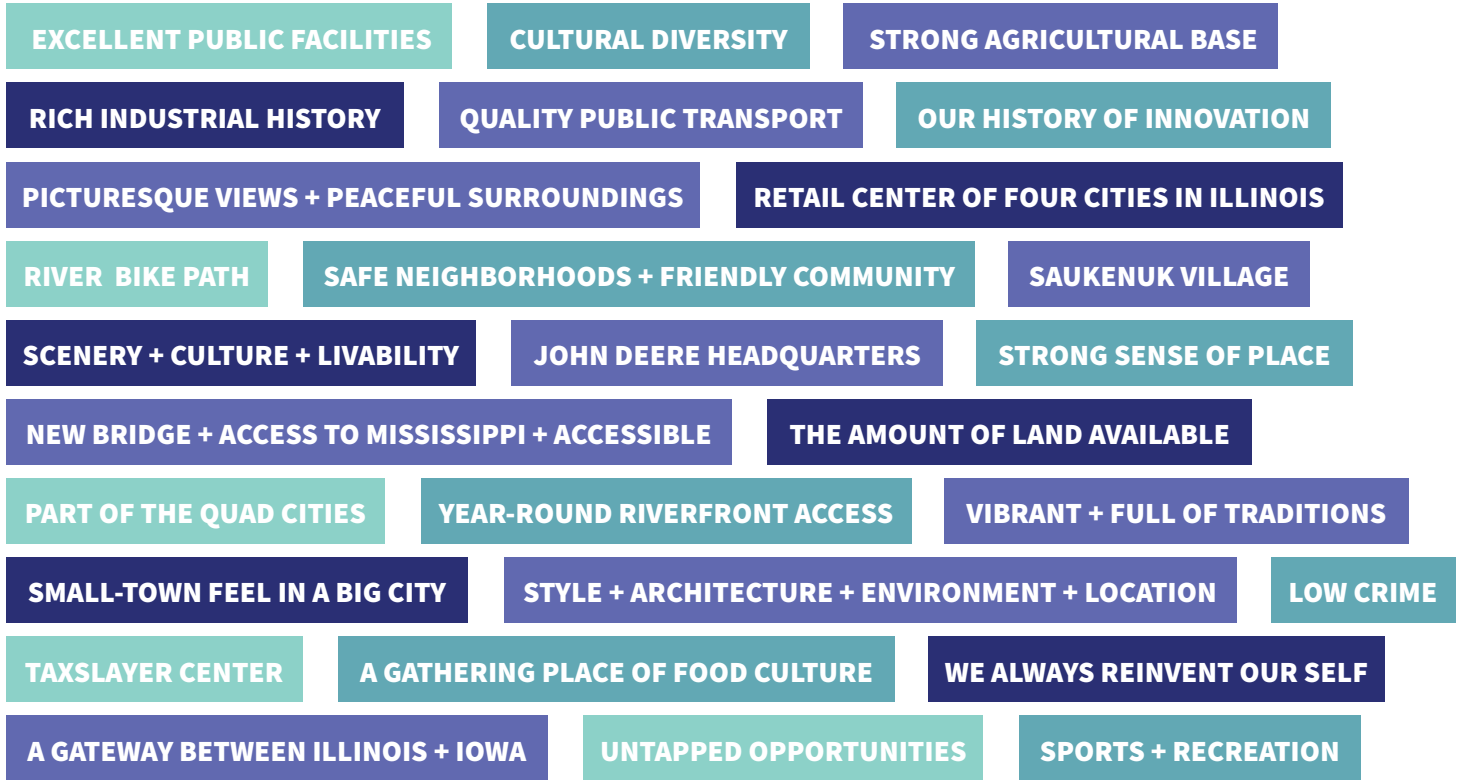 EXCELLENT PUBLIC FACILITIES
CULTURAL DIVERSITY
STRONG AGRICULTURAL BASE
RICH INDUSTRIAL HISTORY
QUALITY PUBLIC TRANSPORT
OUR HISTORY OF INNOVATION
PICTURESQUE VIEWS + PEACEFUL SURROUNDINGS
RETAIL CENTER OF FOUR CITIES IN ILLINOIS
RIVER BIKE PATH
SAFE NEIGHBORHOODS + FRIENDLY COMMUNITY
SAUKENUK VILLAGE
SCENERY + CULTURE + LIVABILITY
JOHN DEERE HEADQUARTERS
STRONG SENSE OF PLACE
NEW BRIDGE + ACCESS TO MISSISSIPPI + ACCESSIBLE
THE AMOUNT OF LAND AVAILABLE
PART OF THE QUAD CITIES
YEAR-ROUND RIVERFRONT ACCESS
VIBRANT + FULL OF TRADITIONS
SMALL-TOWN FEEL IN A BIG CITY
STYLE + ARCHITECTURE + ENVIRONMENT + LOCATION
LOW CRIME
TAXSLAYER CENTER
A GATHERING PLACE OF FOOD CULTURE
WE ALWAYS REINVENT OUR SELF
A GATEWAY BETWEEN ILLINOIS + IOWA
UNTAPPED OPPORTUNITIES
SPORTS + RECREATION